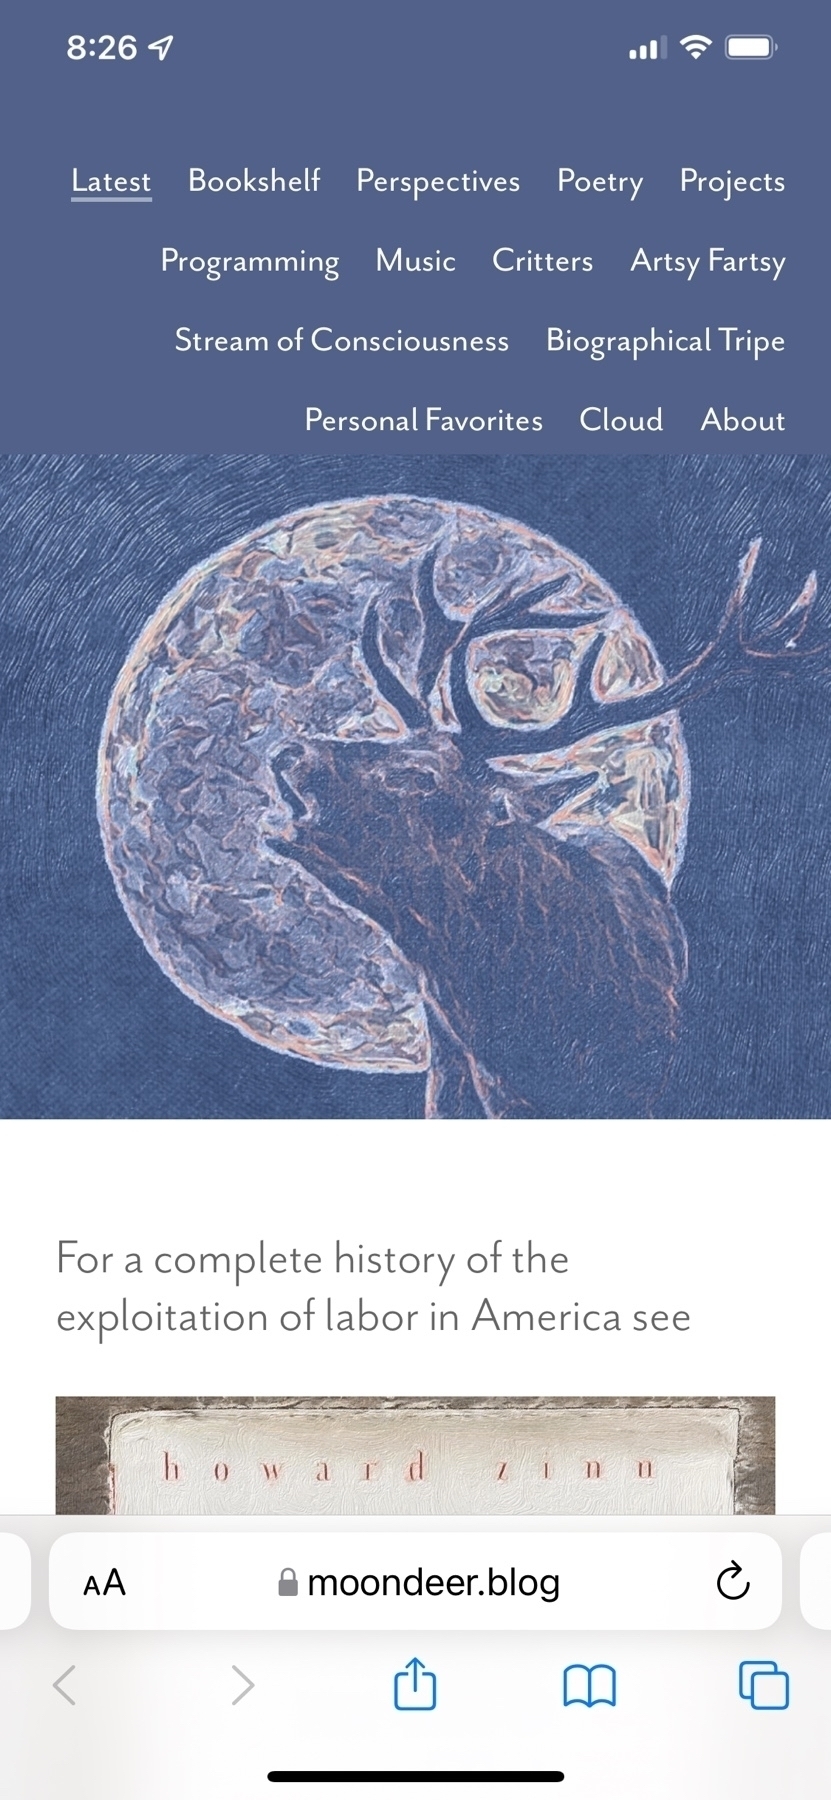 8:26
Latest Bookshelf Perspectives Poetry Projects
Programming Music Critters Artsy Fartsy
Stream of Consciousness Biographical Tripe
Personal Favorites Cloud About
For a complete history of the
exploitation of labor in America see
howard zinn
AA moondeer.blog